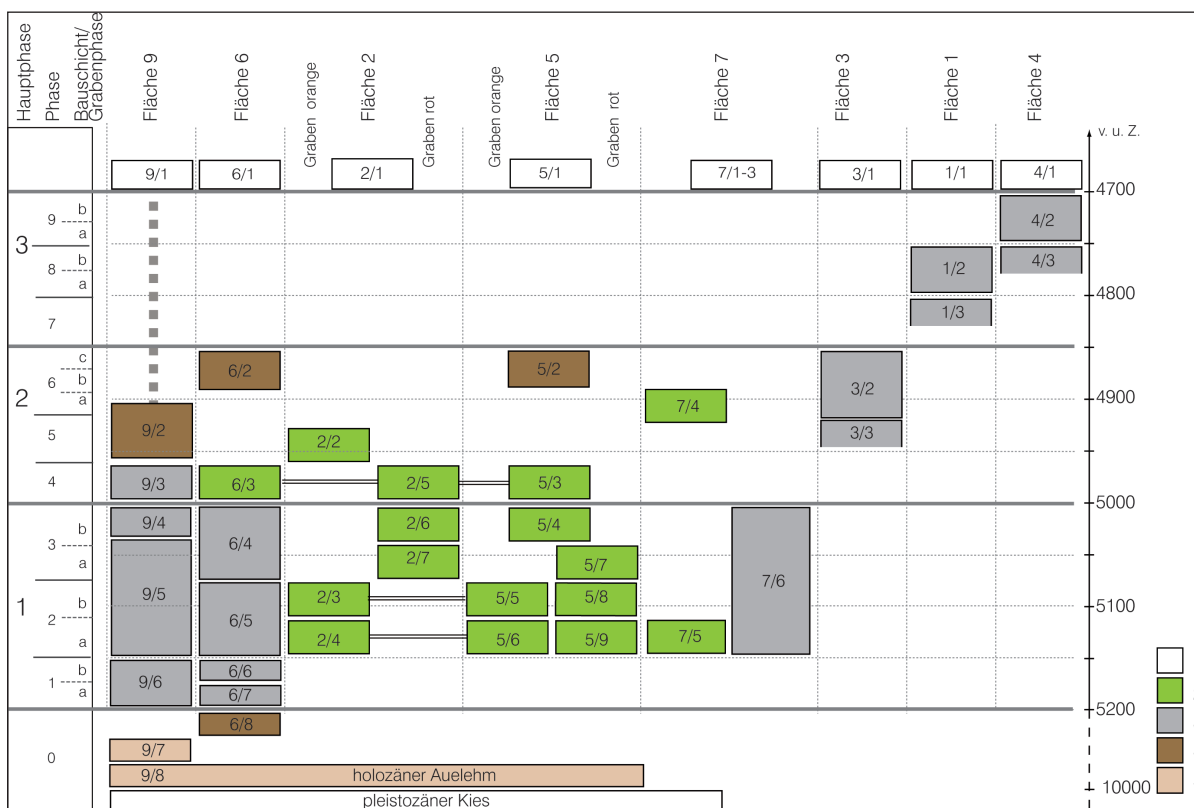 Hauptphase
Phase
Bauschicht/
Grabenphase
Fläche 9
Fläche 6
Graben orange
Fläche 2
Graben rot
Graben orange
Fläche 5
Graben rot
Fläche 7
Fläche 3
Fläche 1
Fläche 4
v. u. Z.
9/1 6/1 2/1 5/1 7/1-3 3/1 1/1 4/1
4700
9 b 4/2
a
3
8 b 1/2 4/3
a
4800
7 1/3
c 6/2 5/2
6 b 3/2
a
2 4900
9/2 7/4
5 2/2 3/3
4 9/3 6/3 2/5 5/3
5000
b 9/4 2/6 5/4
3 6/4
a 2/7 5/7
7/6
9/5
1 b 2/3 5/5 5/8 5100
2 6/5
a 2/4 5/6 5/9 7/5
b 6/6
1 9/6
a 6/7
5200
6/8
0 9/7
9/8 holozäner Auelehm
10000
pleistozäner Kies